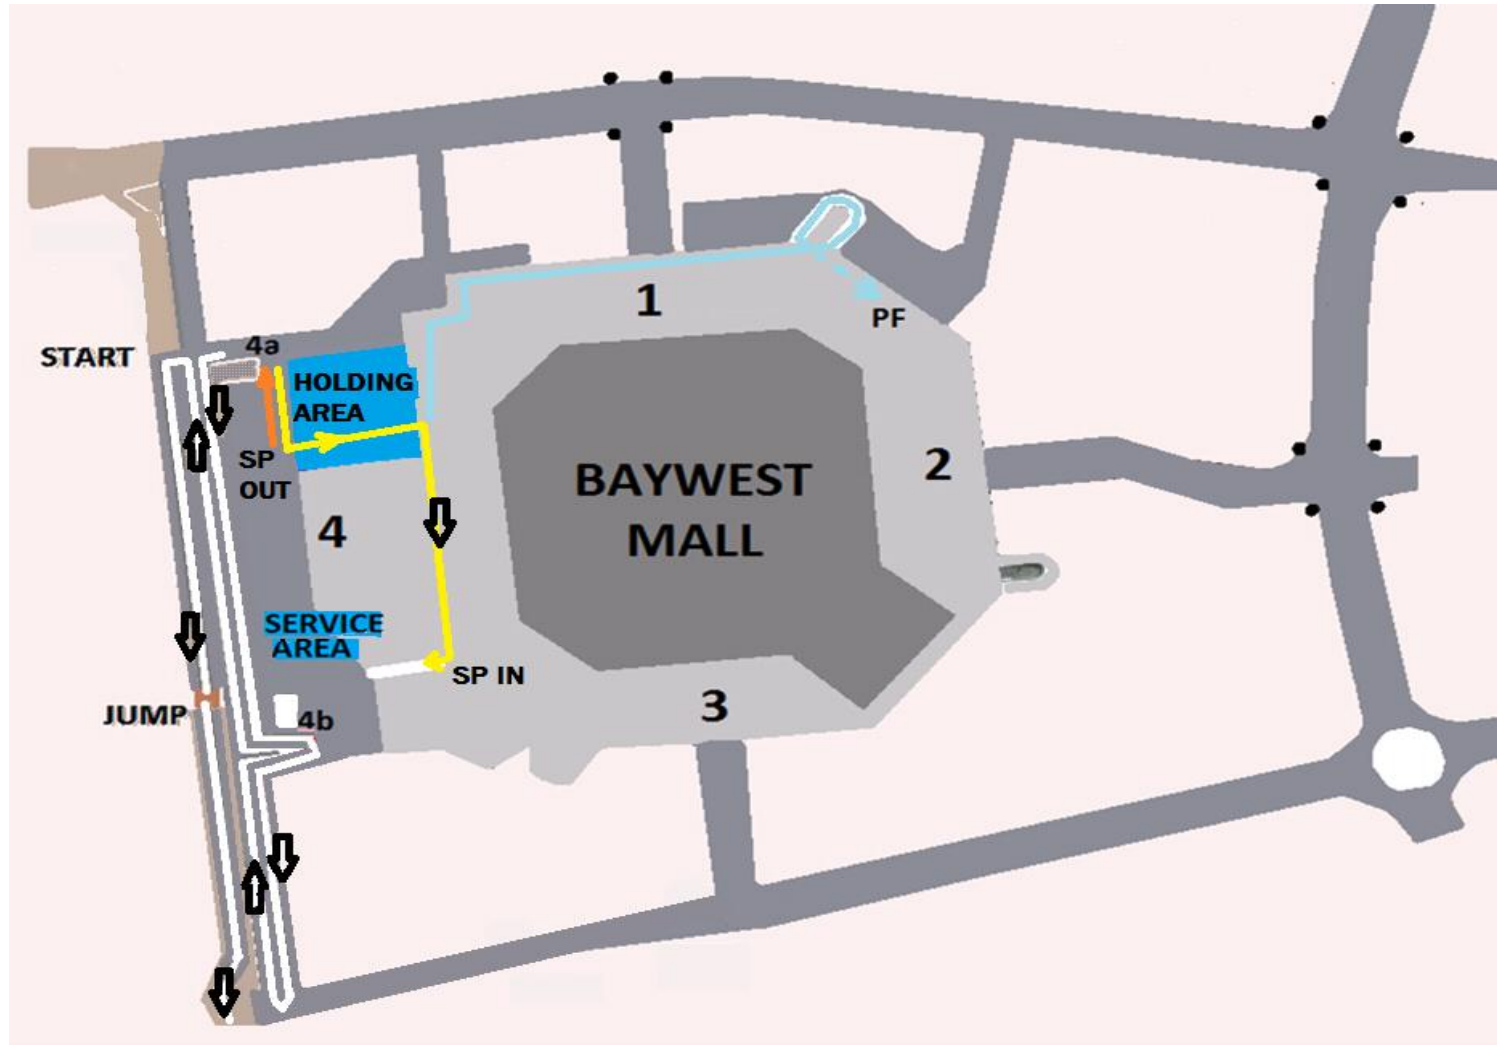 1
PF
START
4a
HOLDING
AREA
SP
OUT
2
BAYWEST
MALL
4
SERVICE
AREA
SP IN
3
JUMP
4b